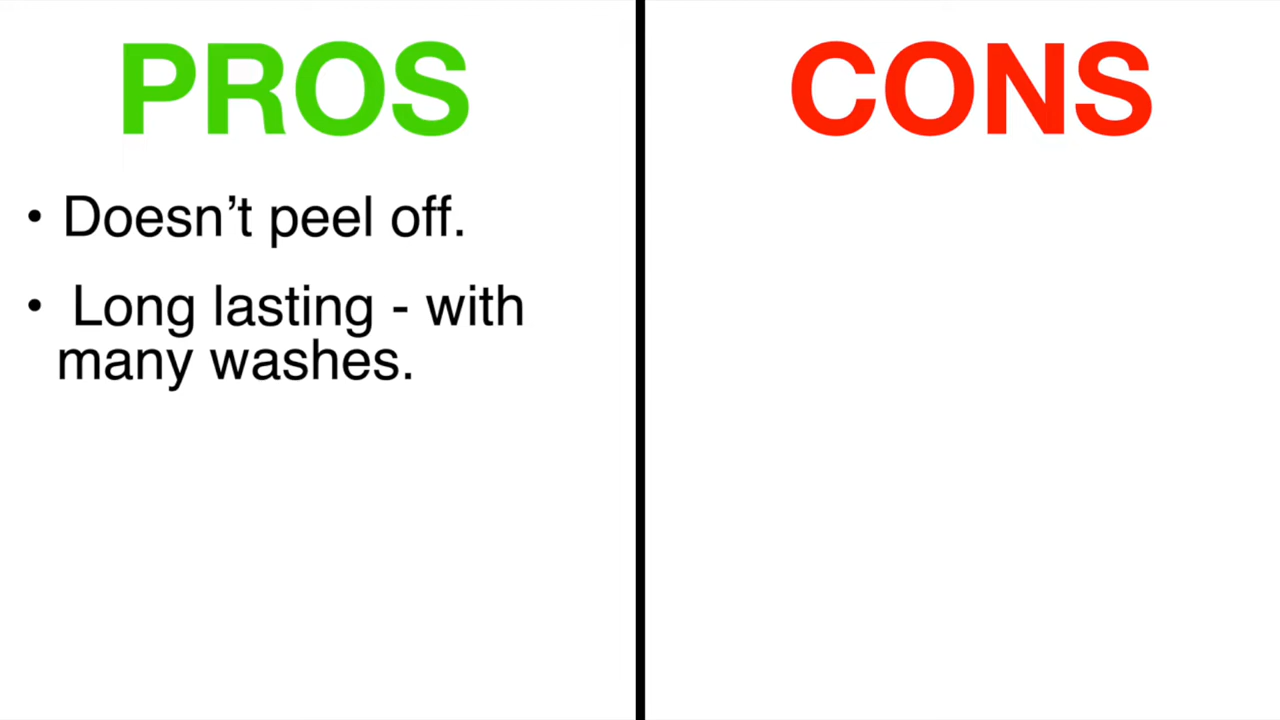 PROS
CONS
• Doesn’t peel off.
• Long lasting - with
many washes.